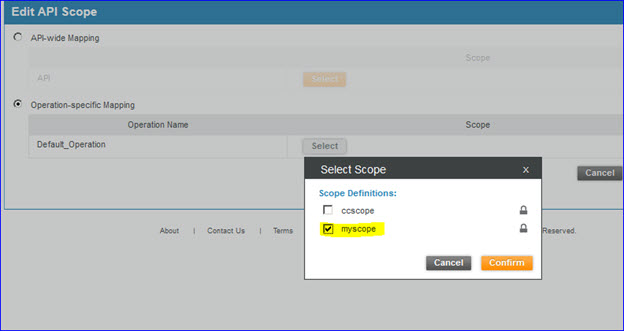 Edit API Scope
API-wide Mapping
Scope
API Select
Operation-specific Mapping
Operation Name Scope
Default_Operation Select
Select Scope x
Cancel
Scope Definitions:
ccscope
myscope
About | Contact Us | Terms Reserved.
Cancel Confirm